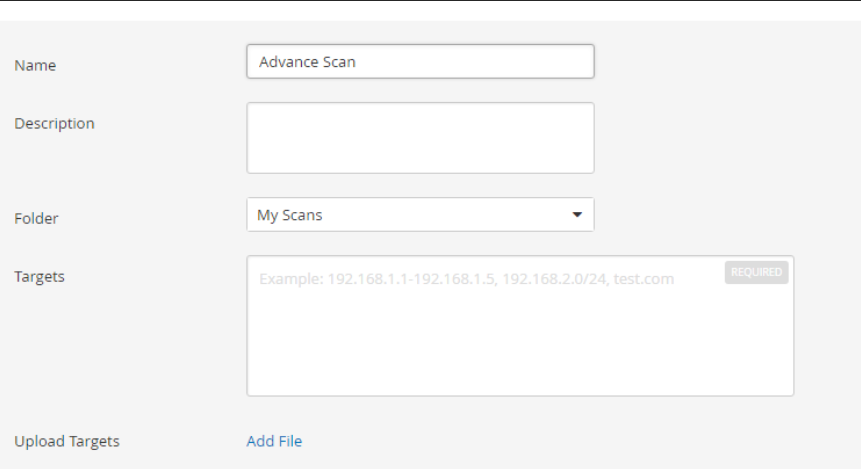 Name
Advance Scan
Description
Folder
My Scans
Targets
Example: 192.168.1.1-192.168.1.5, 192.168.2.0/24, test.com
REQUIRED
Upload Targets
Add File